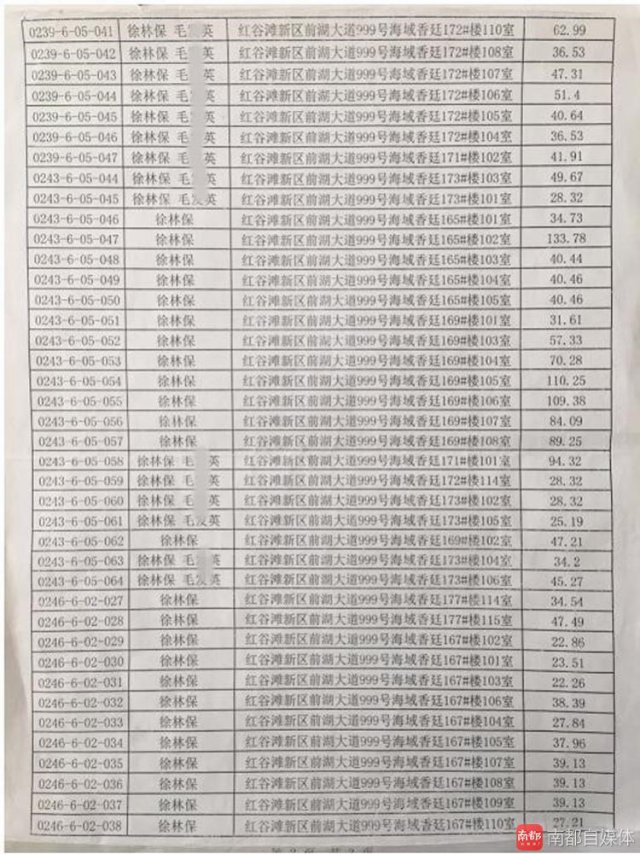 0239-6-05-041 徐林保 毛 英 红谷滩新区前湖大道999号海域香廷172#楼110室 62.99
0239-6-05-042 徐林保 毛 英 红谷滩新区前湖大道999号海域香廷172#楼108室 36.53
0239-6-05-043 徐林保 毛 英 红谷滩新区前湖大道999号海域香廷172#楼107室 47.31
0239-6-05-044 徐林保 毛 英 红谷滩新区前湖大道999号海域香廷172#楼106室 51.4
0239-6-05-045 徐林保 毛 英 红谷滩新区前湖大道999号海域香廷172#楼105室 40.64
0239-6-05-046 徐林保 毛 英 红谷滩新区前湖大道999号海域香廷172#楼104室 36.53
0239-6-05-047 徐林保 毛 英 红谷滩新区前湖大道999号海域香廷171#楼102室 41.91
0243-6-05-044 徐林保 毛 英 红谷滩新区前湖大道999号海域香廷173#楼103室 49.67
0243-6-05-045 徐林保 毛 英 红谷滩新区前湖大道999号海域香廷173#楼101室 28.32
0243-6-05-046 徐林保 红谷滩新区前湖大道999号海域香廷165#楼101室 34.73
0243-6-05-047 徐林保 红谷滩新区前湖大道999号海域香廷165#楼102室 133.78
0243-6-05-048 徐林保 红谷滩新区前湖大道999号海域香廷165#楼103室 40.44
0243-6-05-049 徐林保 红谷滩新区前湖大道999号海域香廷165#楼104室 40.46
0243-6-05-050 徐林保 红谷滩新区前湖大道999号海域香廷165#楼105室 40.46
0243-6-05-051 徐林保 红谷滩新区前湖大道999号海域香廷169#楼101室 31.61
0243-6-05-052 徐林保 红谷滩新区前湖大道999号海域香廷169#楼103室 57.33
0243-6-05-053 徐林保 红谷滩新区前湖大道999号海域香廷169#楼104室 70.28
0243-6-05-054 徐林保 红谷滩新区前湖大道999号海域香廷169#楼105室 110.25
0243-6-05-055 徐林保 红谷滩新区前湖大道999号海域香廷169#楼106室 109.38
0243-6-05-056 徐林保 红谷滩新区前湖大道999号海域香廷169#楼107室 84.09
0243-6-05-057 徐林保 红谷滩新区前湖大道999号海域香廷169#楼108室 89.25
0243-6-05-058 徐林保 毛 英 红谷滩新区前湖大道999号海域香廷171#楼101室 94.32
0243-6-05-059 徐林保 毛 英 红谷滩新区前湖大道999号海域香廷172#楼114室 28.32
0243-6-05-060 徐林保 毛 英 红谷滩新区前湖大道999号海域香廷173#楼102室 28.32
0243-6-05-061 徐林保 毛 英 红谷滩新区前湖大道999号海域香廷173#楼105室 25.19
0243-6-05-062 徐林保 红谷滩新区前湖大道999号海域香廷169#楼102室 47.21
0243-6-05-063 徐林保 毛 英 红谷滩新区前湖大道999号海域香廷173#楼104室 34.2
0243-6-05-064 徐林保 毛 英 红谷滩新区前湖大道999号海域香廷173#楼106室 45.27
0246-6-02-027 徐林保 红谷滩新区前湖大道999号海域香廷177#楼114室 34.54
0246-6-02-028 徐林保 红谷滩新区前湖大道999号海域香廷177#楼115室 47.49
0246-6-02-029 徐林保 红谷滩新区前湖大道999号海域香廷167#楼102室 22.86
0246-6-02-030 徐林保 红谷滩新区前湖大道999号海域香廷167#楼101室 23.51
0246-6-02-031 徐林保 红谷滩新区前湖大道999号海域香廷167#楼103室 22.26
0246-6-02-032 徐林保 红谷滩新区前湖大道999号海域香廷167#楼106室 38.39
0246-6-02-033 徐林保 红谷滩新区前湖大道999号海域香廷167#楼104室 27.84
0246-6-02-034 徐林保 红谷滩新区前湖大道999号海域香廷167#楼105室 37.96
0246-6-02-035 徐林保 红谷滩新区前湖大道999号海域香廷167#楼107室 39.13
0246-6-02-036 徐林保 红谷滩新区前湖大道999号海域香廷167#楼108室 39.13
0246-6-02-037 徐林保 红谷滩新区前湖大道999号海域香廷167#楼109室 39.13
0246-6-02-038 徐林保 红谷滩新区前湖大道999号海域香廷167#楼110室 27.21
南都 南都自媒体